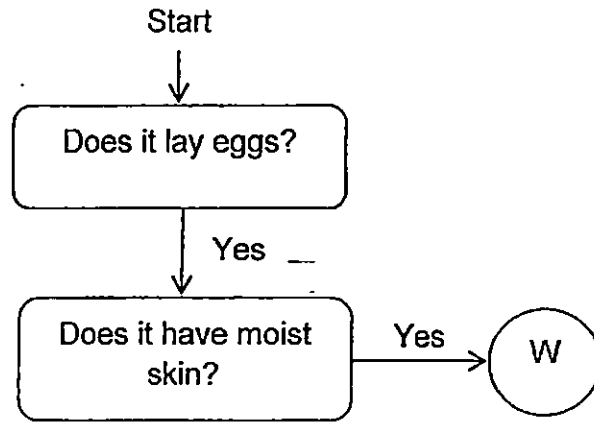 Start
Does it lay eggs?
Yes
Does it have moist
skin?
Yes
W